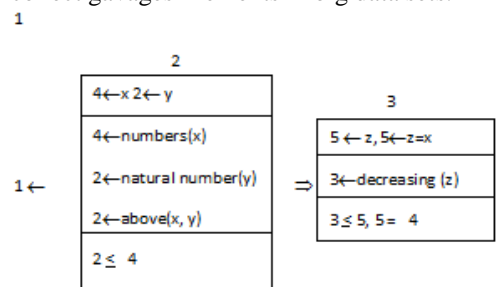 1
2
4←x 2← y
4←numbers(x)
2←natural number(y)
2←above(x, y)
2 ≤ 4
1←
⇒
3
5 ← z, 5←z=x
3←decreasing (z)
3 ≤ 5, 5 = 4